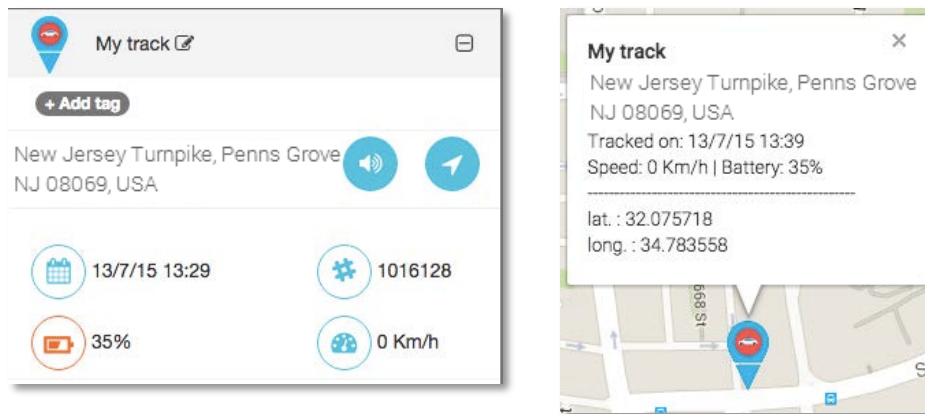 My track
+ Add tag
New Jersey Turnpike, Penns Grove
NJ 08069, USA
13/7/15 13:29
1016128
35%
0 Km/h
My track
New Jersey Turnpike, Penns Grove
NJ 08069, USA
Tracked on: 13/7/15 13:39
Speed: 0 Km/h | Battery: 35%
lat. : 32.075718
long. : 34.783558
668 St